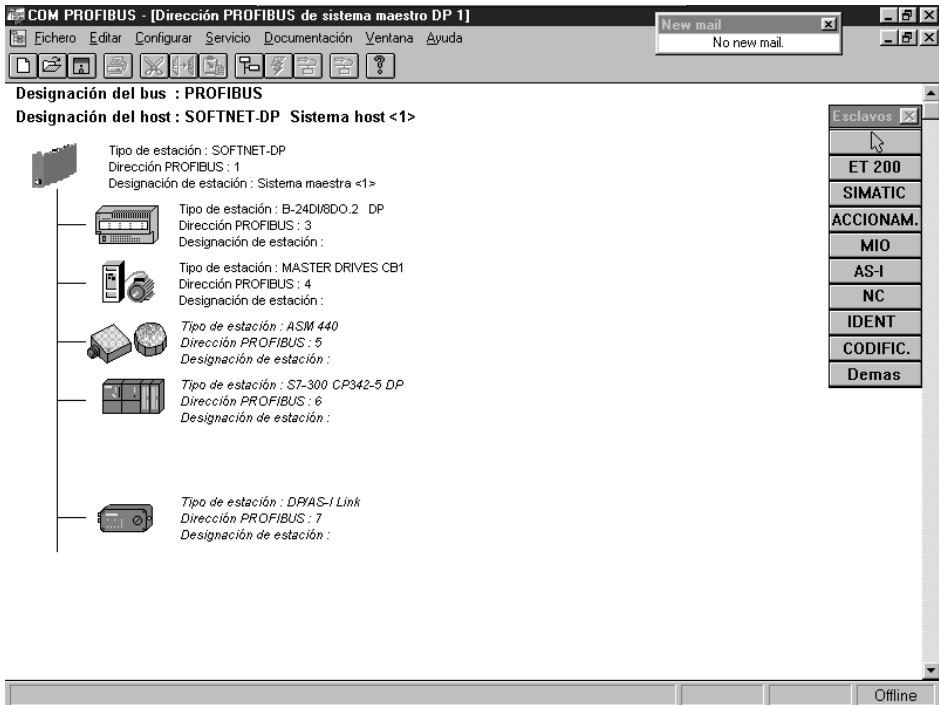 COM PROFIBUS - [Dirección PROFIBUS de sistema maestro DP 1]
New mail
No new mail.
Fichero Editar Configurar Servicio Documentación Ventana Ayuda
Designación del bus : PROFIBUS
Designación del host : SOFTNET-DP Sistema host <1>
Tipo de estación : SOFTNET-DP
Dirección PROFIBUS : 1
Designación de estación : Sistema maestra <1>
Tipo de estación : B-24DI/8DO.2 DP
Dirección PROFIBUS : 3
Designación de estación :
Tipo de estación : MASTER DRIVES CB1
Dirección PROFIBUS : 4
Designación de estación :
Tipo de estación : ASM 440
Dirección PROFIBUS : 5
Designación de estación :
Tipo de estación : S7-300 CP342-5 DP
Dirección PROFIBUS : 6
Designación de estación :
Tipo de estación : DP/AS-I Link
Dirección PROFIBUS : 7
Designación de estación :
Esclavos
ET 200
SIMATIC
ACCIONAM.
MIO
AS-I
NC
IDENT
CODIFIC.
Demas
Offline